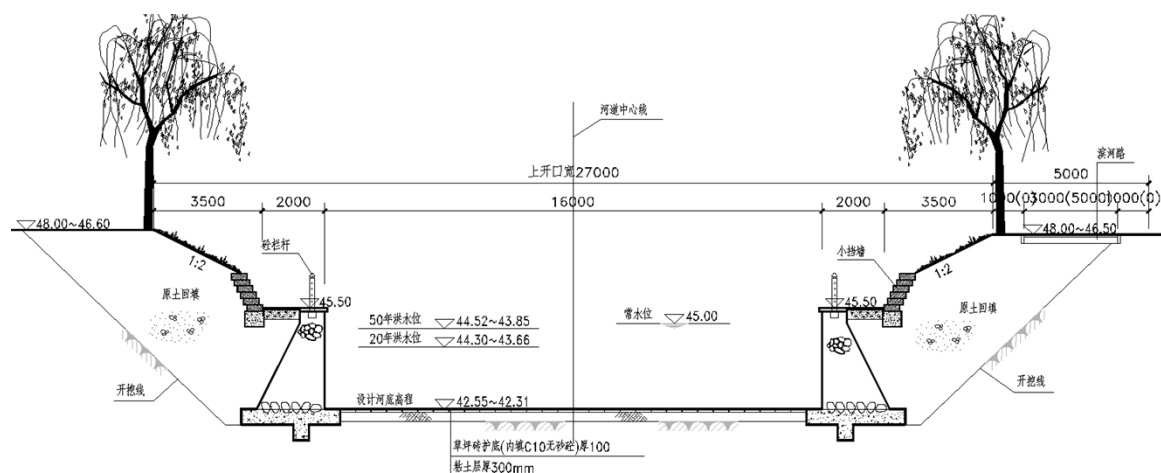 河道中心线
滨河路
上开口宽27000
5000
3500
2000
16000
2000
3500
1000(0)
3000(5000)
1000(0)
48.00~46.60
48.00~46.50
砼栏杆
小挡墙
1:2
1:2
原土回填
原土回填
45.50
45.50
50年洪水位
44.52~43.85
常水位
45.00
20年洪水位
44.30~43.66
开挖线
开挖线
设计河底高程
42.55~42.31
草坪砖护底(内填C10无砂砼)厚100
粘土层厚300mm